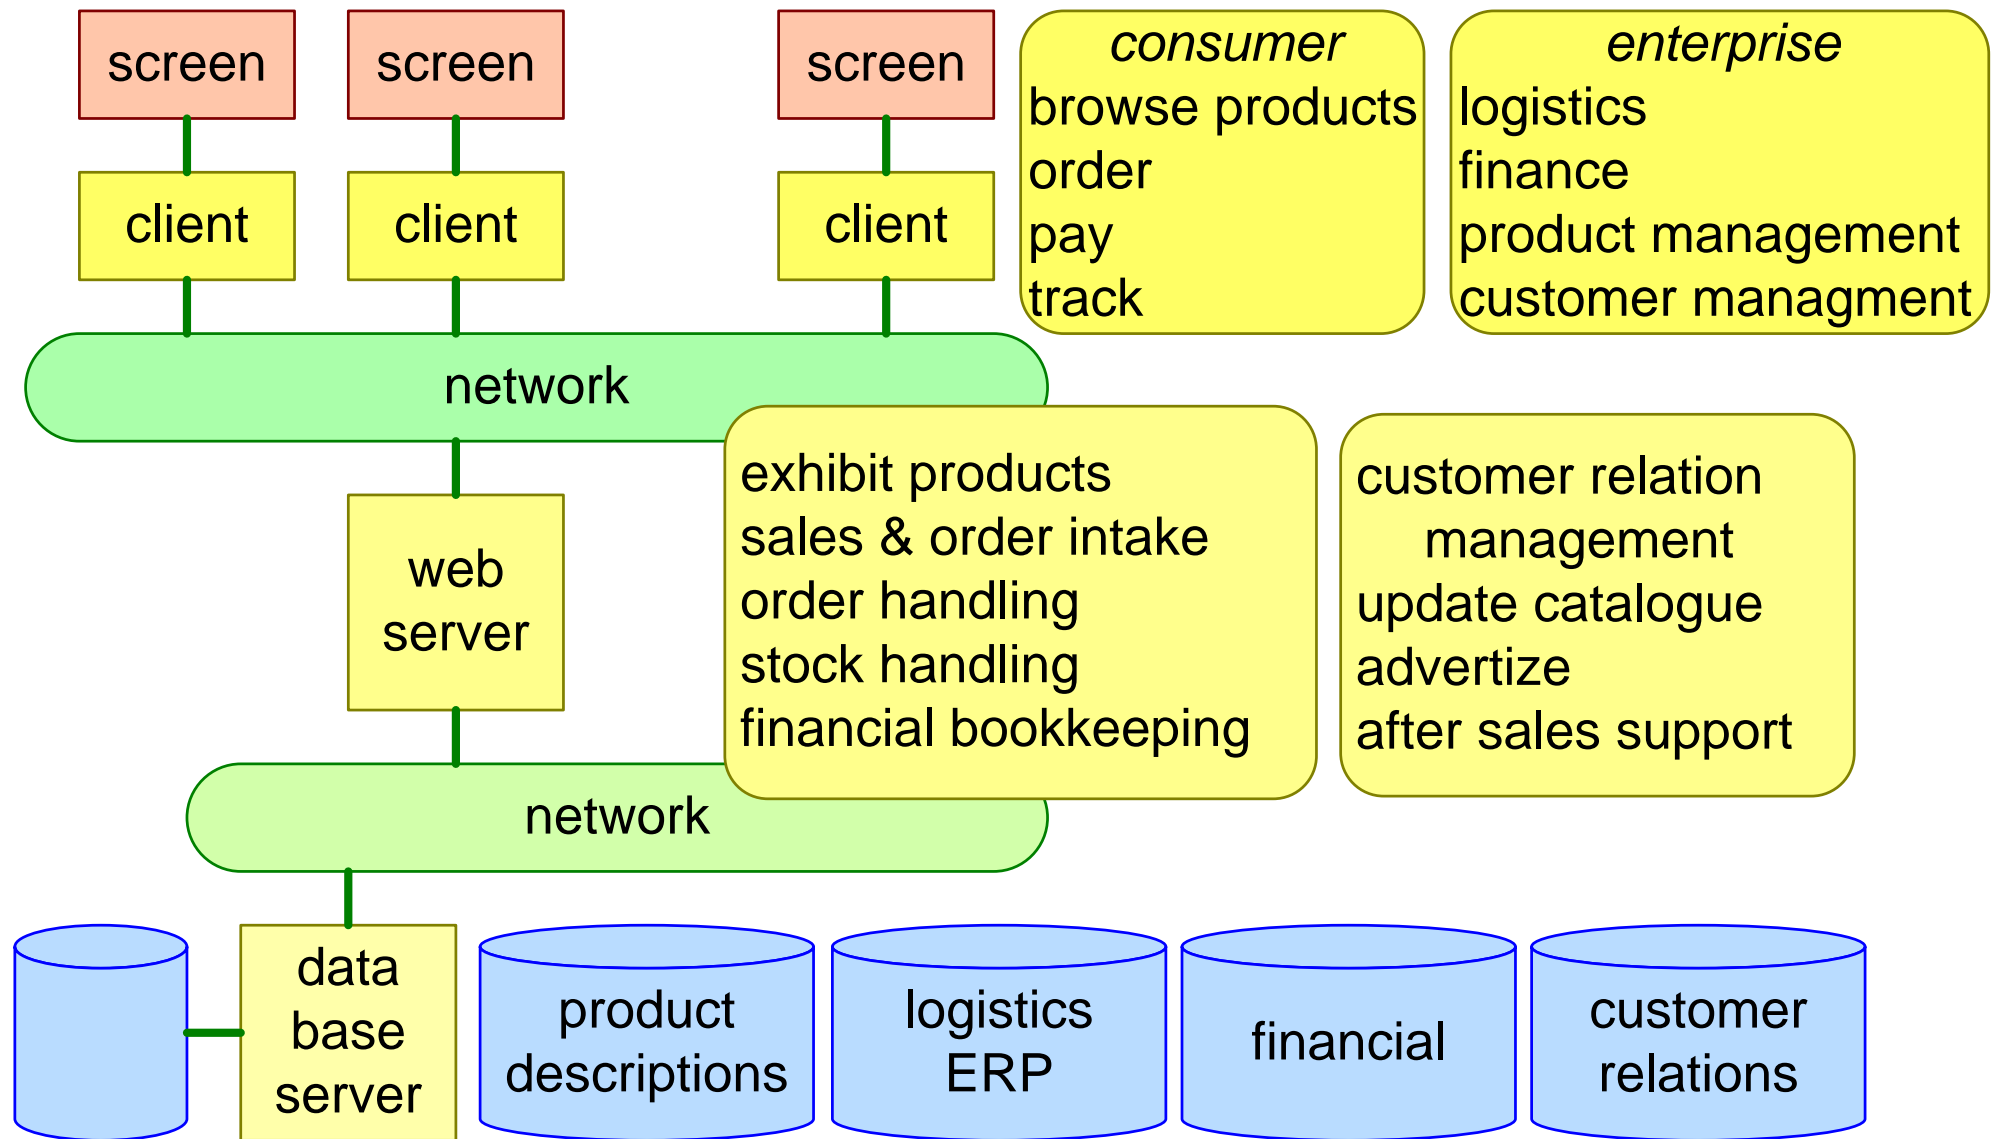 screen
screen
screen
client
client
client
consumer
browse products
order
pay
track
enterprise
logistics
finance
product management
customer managment
network
web
server
exhibit products
sales & order intake
order handling
stock handling
financial bookkeeping
customer relation
management
update catalogue
advertize
after sales support
network
data
base
server
product
descriptions
logistics
ERP
financial
customer
relations